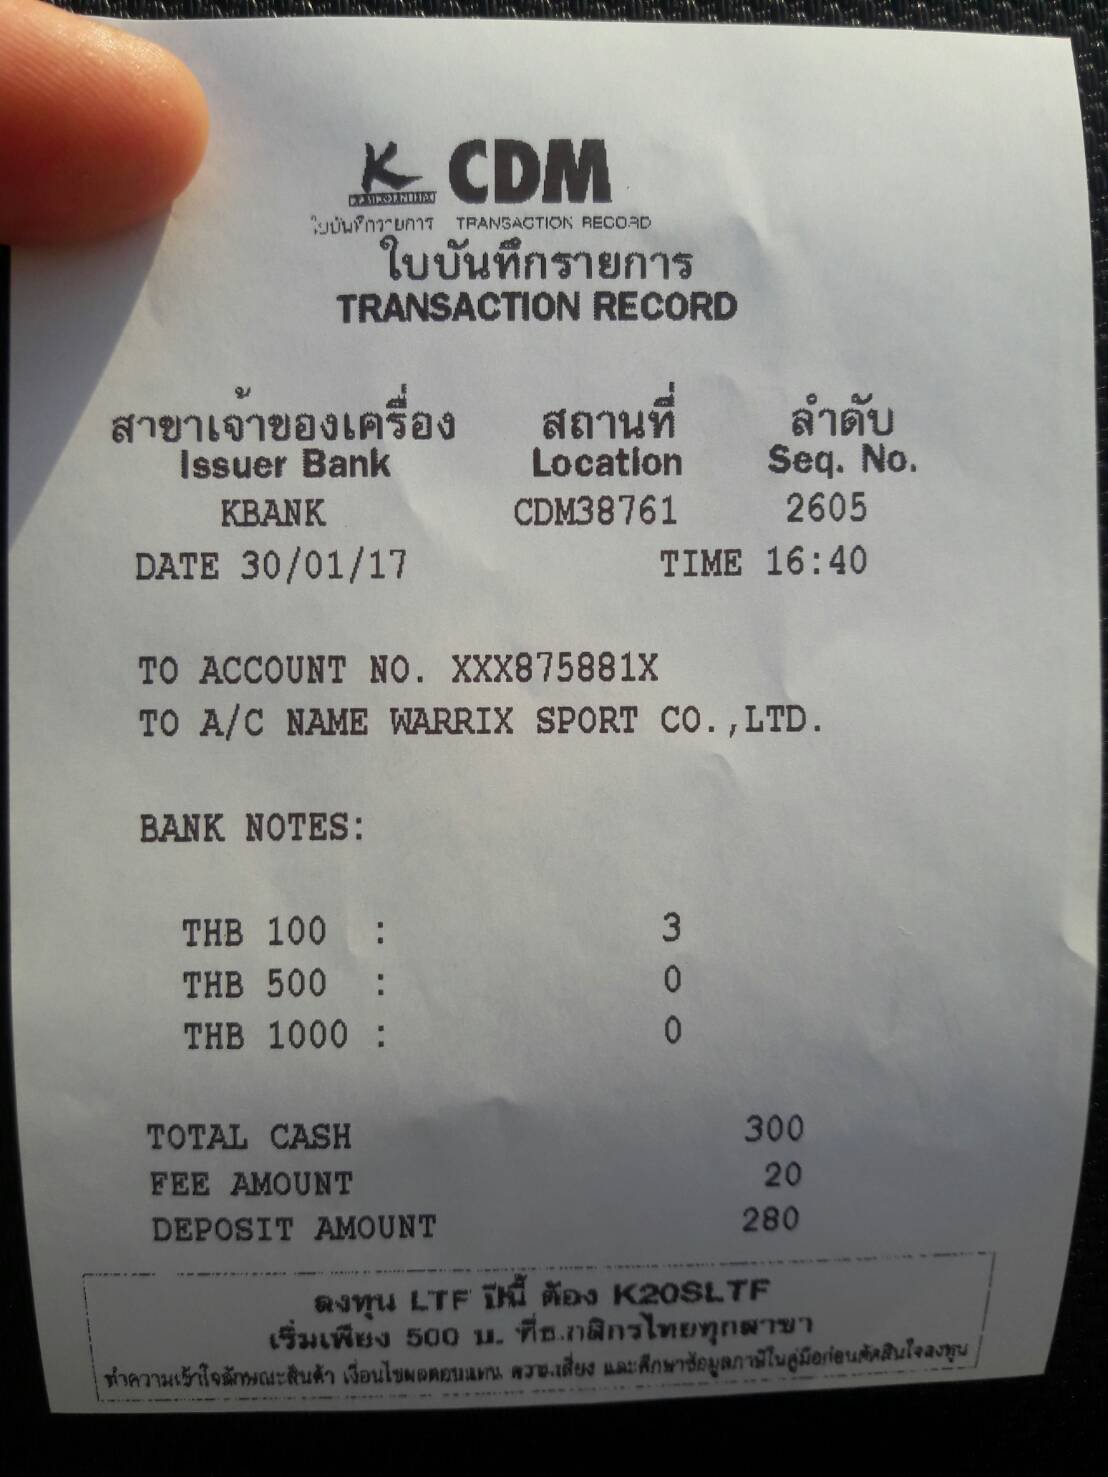 K CDM
ใบบันทึกรายการ TRANSACTION RECORD
ใบบันทึกรายการ
TRANSACTION RECORD
สาขาเจ้าของเครื่อง สถานที่ ลำดับ
Issuer Bank Location Seq. No.
KBANK CDM38761 2605
DATE 30/01/17 TIME 16:40
TO ACCOUNT NO. XXX875881X
TO A/C NAME WARRIX SPORT CO.,LTD.
BANK NOTES:
THB 100 : 3
THB 500 : 0
THB 1000 : 0
TOTAL CASH 300
FEE AMOUNT 20
DEPOSIT AMOUNT 280
ลงทุน LTF ปีนี้ ต้อง K20SLTF
เริ่มเพียง 500 บ. ที่ธ.กสิกรไทยทุกสาขา
ทำความเข้าใจลักษณะสินค้า เงื่อนไขผลตอบแทน ความเสี่ยง และศึกษาข้อมูลภาษีในคู่มือก่อนตัดสินใจลงทุน